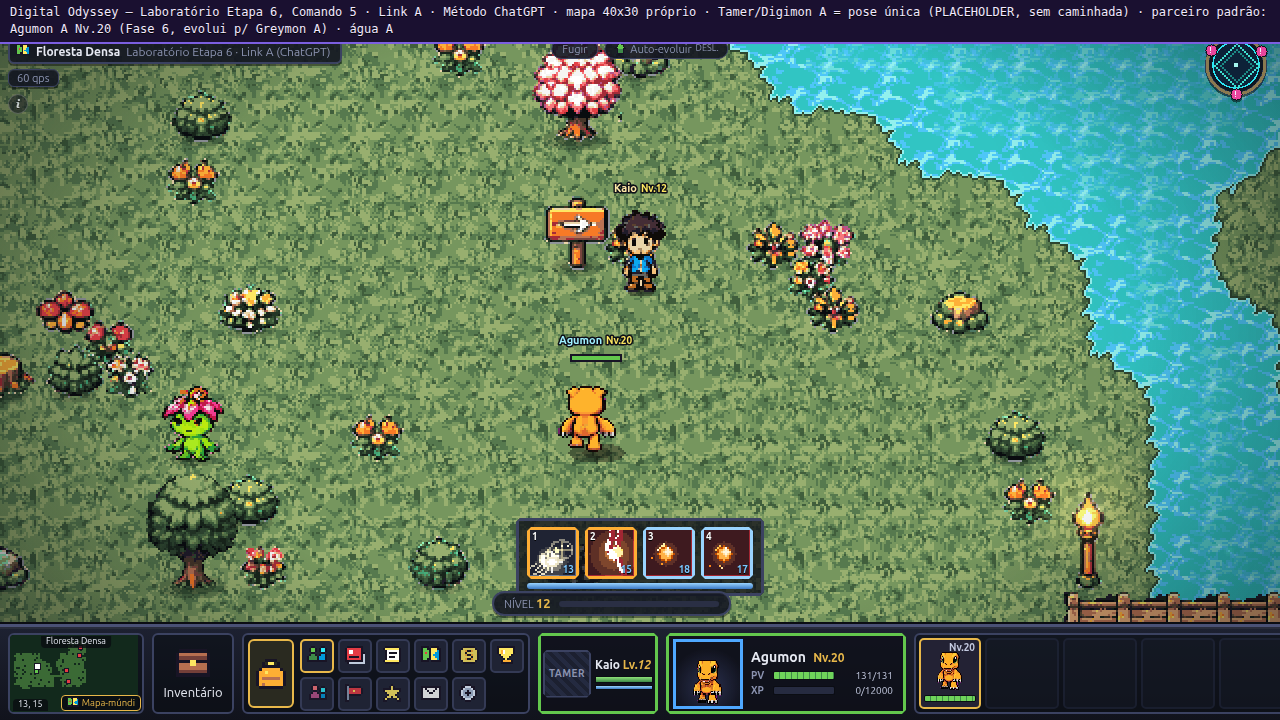 Digital Odyssey — Laboratório Etapa 6, Comando 5 · Link A · Método ChatGPT · mapa 40x30 próprio · Tamer/Digimon A = pose única (PLACEHOLDER, sem caminhada) · parceiro padrão:
Agumon A Nv.20 (Fase 6, evolui p/ Greymon A) · água A
Floresta Densa Laboratório Etapa 6 · Link A (ChatGPT)
Fugir
Auto-evoluir DESL.
60 qps
i
Kaio Nv.12
Agumon Nv.20
1 13
2 15
3 18
4 17
NÍVEL 12
Floresta Densa
13, 15
Mapa-múndi
Inventário
TAMER
Kaio Lv.12
Agumon Nv.20
PV 131/131
XP 0/12000
Nv.20